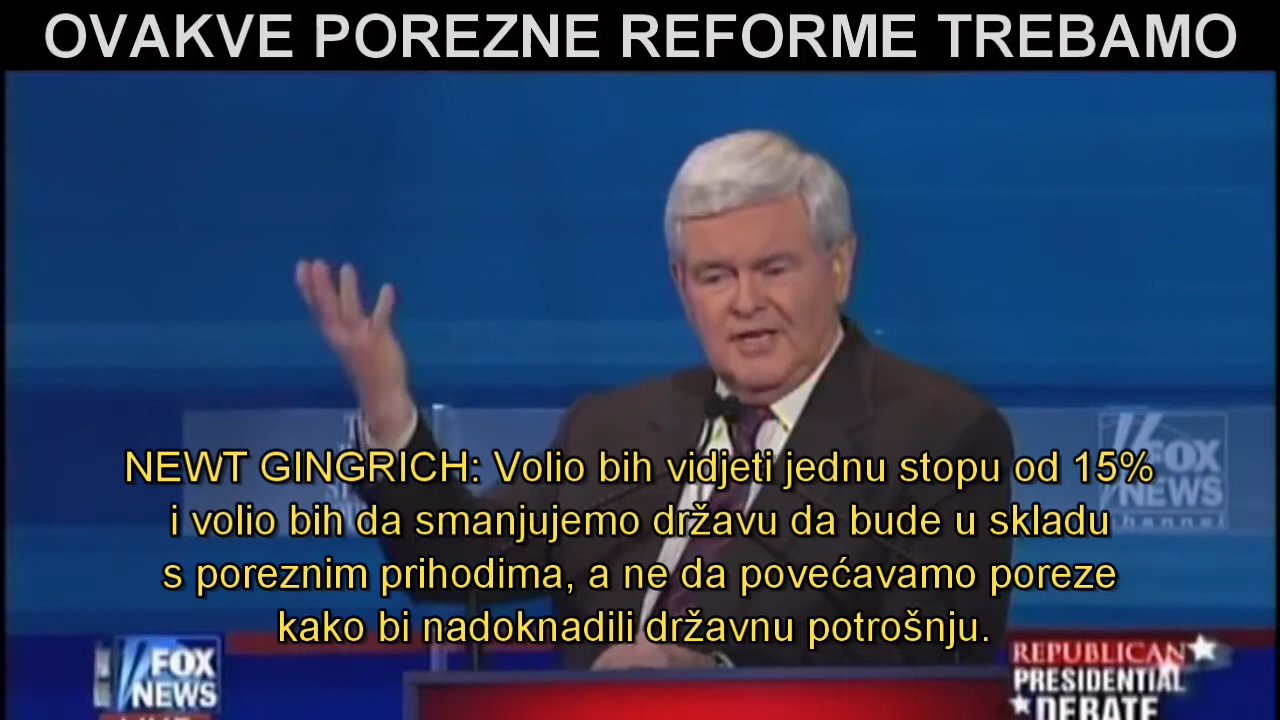 OVAKVE POREZNE REFORME TREBAMO
FOX
NEWS
channel
NEWT GINGRICH: Volio bih vidjeti jednu stopu od 15%
i volio bih da smanjujemo državu da bude u skladu
s poreznim prihodima, a ne da povećavamo poreze
kako bi nadoknadili državnu potrošnju.
FOX
NEWS
REPUBLICAN
PRESIDENTIAL
DEBATE